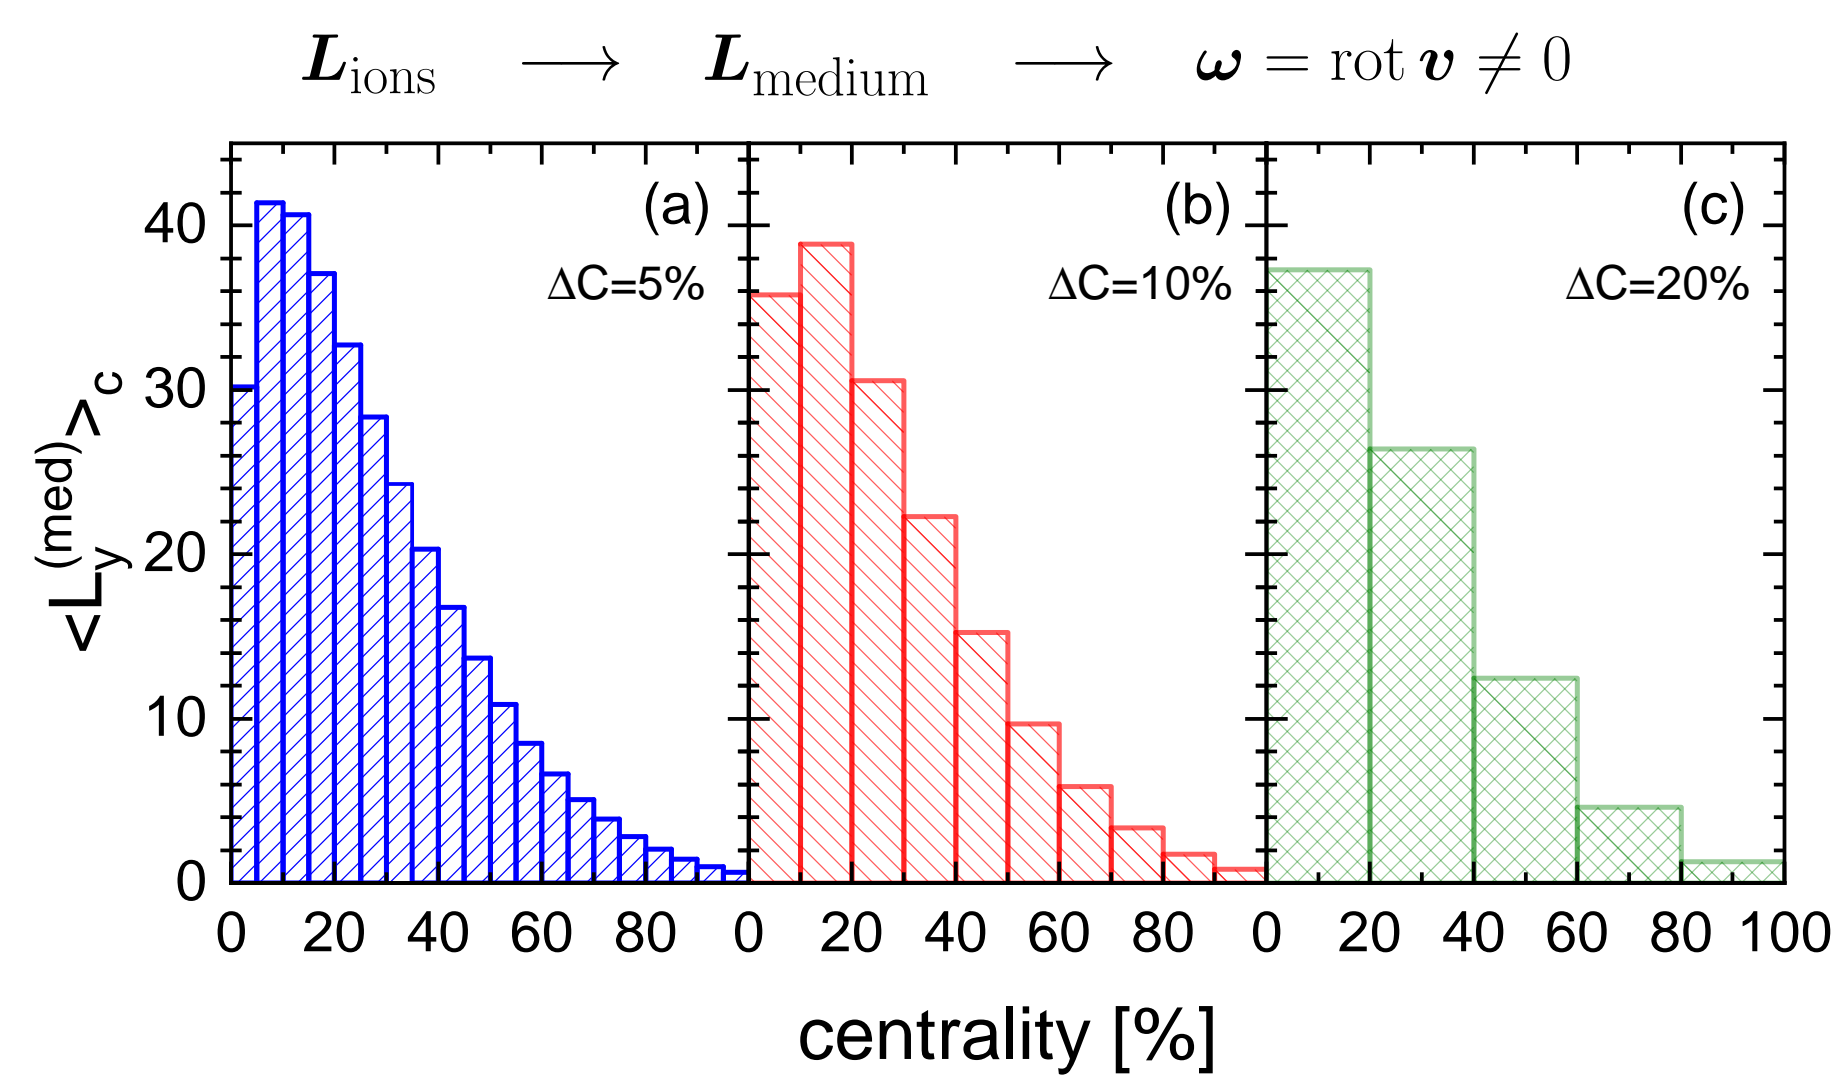 L_ions → L_medium → ω = rot v ≠ 0
(a) (b) (c)
ΔC=5% ΔC=10% ΔC=20%
<L_y^(med)>_c
40
30
20
10
0
0 20 40 60 80 0 20 40 60 80 0 20 40 60 80 100
centrality [%]